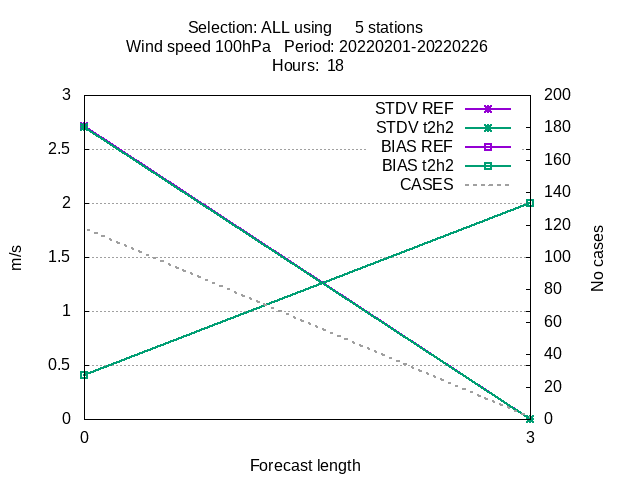 Selection: ALL using 5 stations
Wind speed 100hPa Period: 20220201-20220226
Hours: 18
3
2.5
2
1.5
1
0.5
0
200
180
160
140
120
100
80
60
40
20
0
STDV REF
STDV t2h2
BIAS REF
BIAS t2h2
CASES
m/s
No cases
0
3
Forecast length